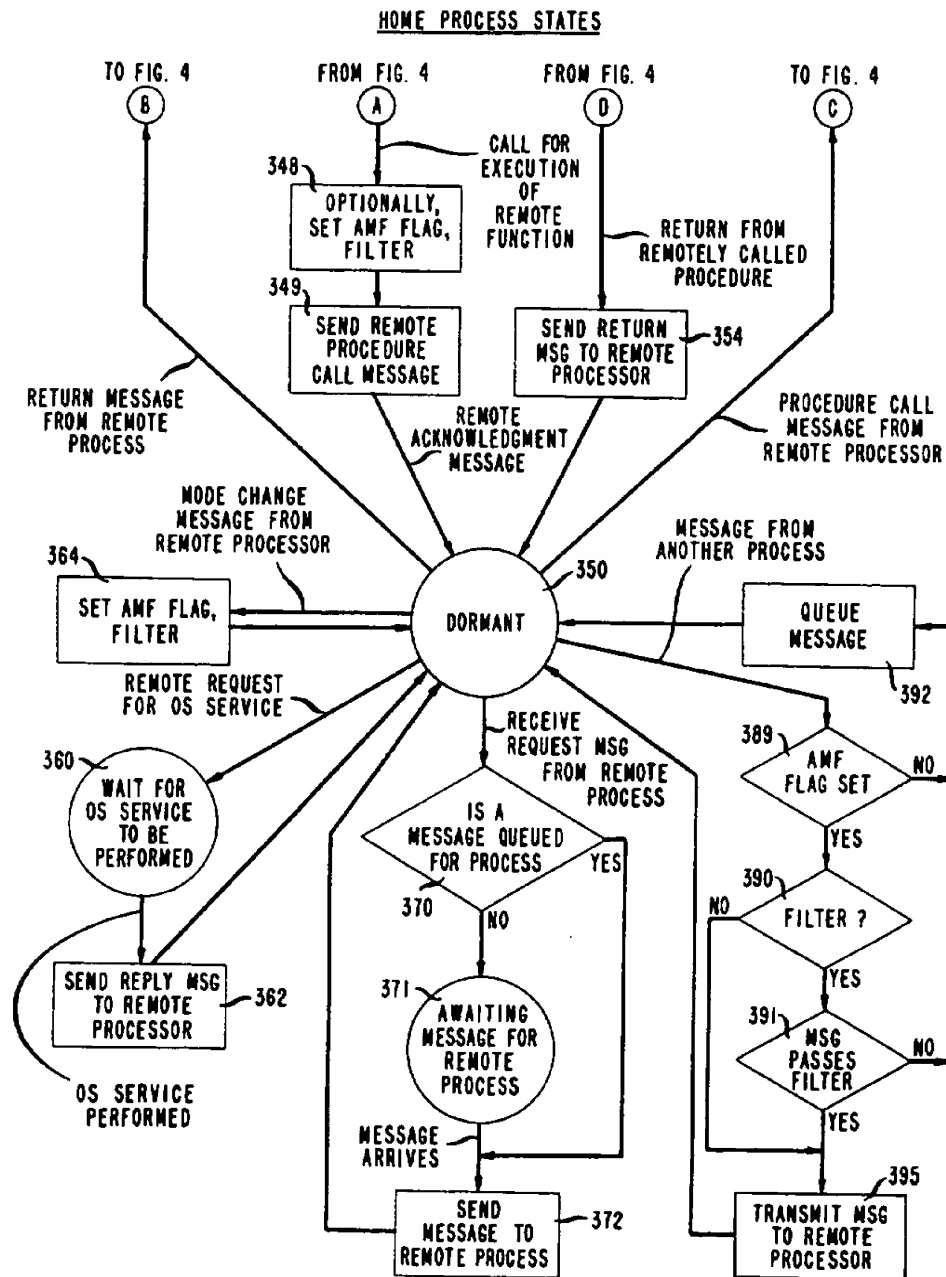 HOME PROCESS STATES
TO FIG. 4
FROM FIG. 4
FROM FIG. 4
TO FIG. 4
B
A
D
C
CALL FOR
EXECUTION
OF
REMOTE
FUNCTION
348
OPTIONALLY,
SET AMF FLAG,
FILTER
RETURN FROM
REMOTELY CALLED
PROCEDURE
349
SEND REMOTE
PROCEDURE
CALL MESSAGE
SEND RETURN
MSG TO REMOTE
PROCESSOR
354
RETURN MESSAGE
FROM REMOTE
PROCESS
REMOTE
ACKNOWLEDGMENT
MESSAGE
PROCEDURE CALL
MESSAGE FROM
REMOTE PROCESSOR
MODE CHANGE
MESSAGE FROM
REMOTE PROCESSOR
MESSAGE FROM
ANOTHER PROCESS
364
SET AMF FLAG,
FILTER
350
DORMANT
QUEUE
MESSAGE
392
REMOTE REQUEST
FOR OS SERVICE
RECEIVE
REQUEST MSG
FROM REMOTE
PROCESS
360
WAIT FOR
OS SERVICE
TO BE
PERFORMED
IS A
MESSAGE QUEUED
FOR PROCESS
370
YES
NO
389
AMF
FLAG SET
NO
YES
390
FILTER ?
NO
YES
SEND REPLY MSG
TO REMOTE
PROCESSOR
362
OS SERVICE
PERFORMED
371
AWAITING
MESSAGE FOR
REMOTE
PROCESS
391
MSG
PASSES
FILTER
NO
YES
MESSAGE
ARRIVES
SEND
MESSAGE TO
REMOTE PROCESS
372
395
TRANSMIT MSG
TO REMOTE
PROCESSOR